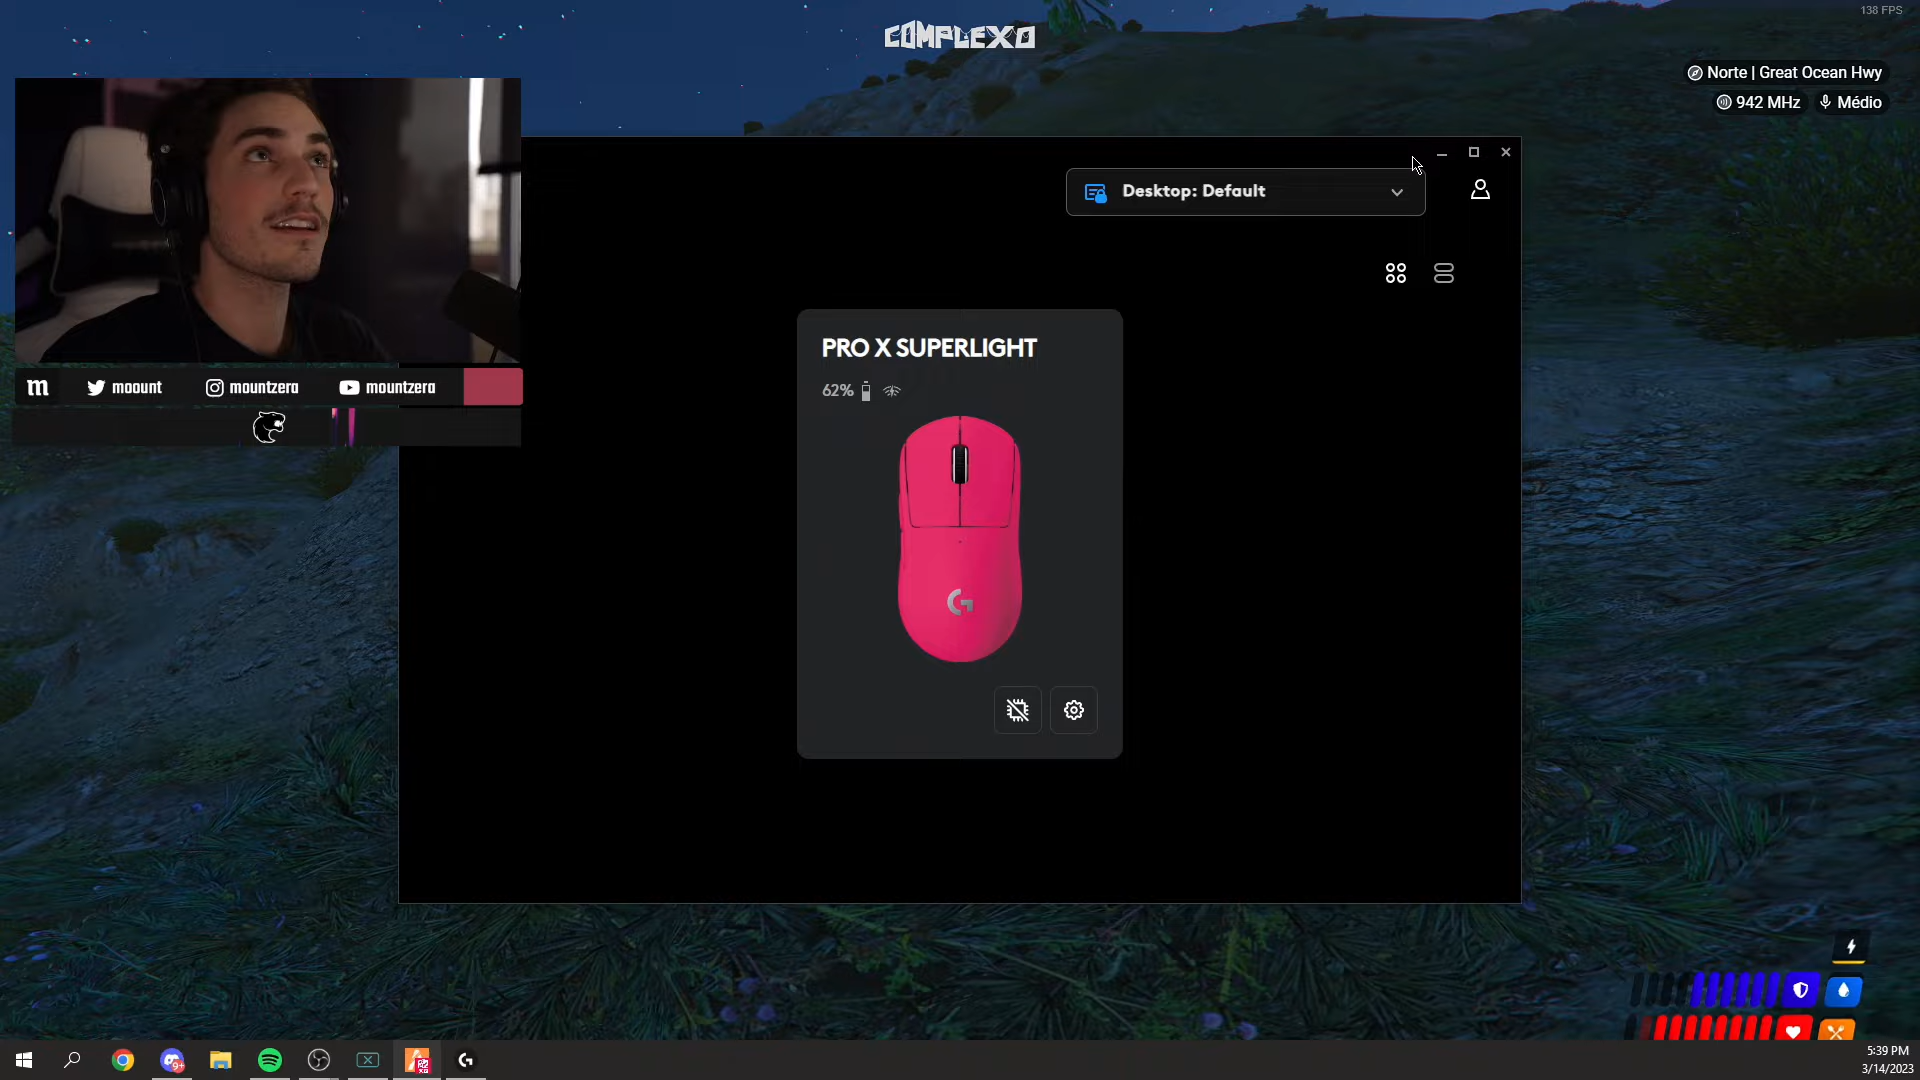 138 FPS
COMPLEXO
Norte | Great Ocean Hwy
942 MHz
Médio
Desktop: Default
PRO X SUPERLIGHT
62%
m
moount
mountzera
mountzera
9+
5:39 PM
3/14/2023